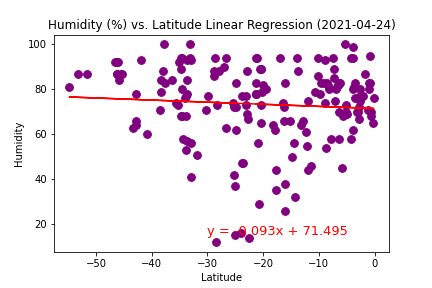 Humidity (%) vs. Latitude Linear Regression (2021-04-24)
100
80
60
40
20
Humidity
y = -0.093x + 71.495
−50
−40
−30
−20
−10
0
Latitude